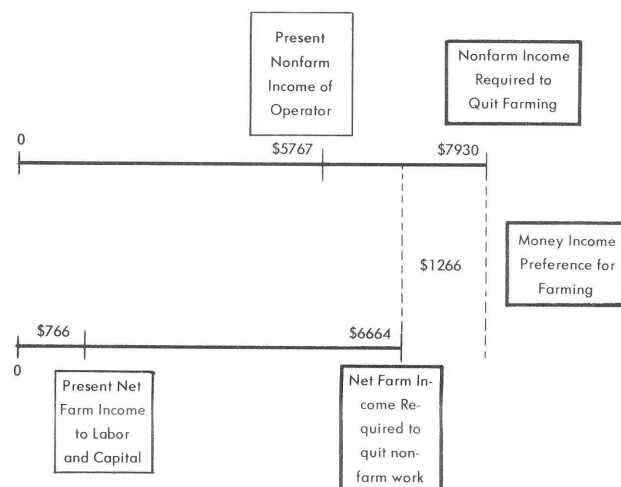 Present
Nonfarm
Income of
Operator
Nonfarm Income
Required to
Quit Farming
0
$5767
$7930
Money Income
Preference for
Farming
$1266
$766
$6664
0
Present Net
Farm Income
to Labor
and Capital
Net Farm In-
come Re-
quired to
quit non-
farm work